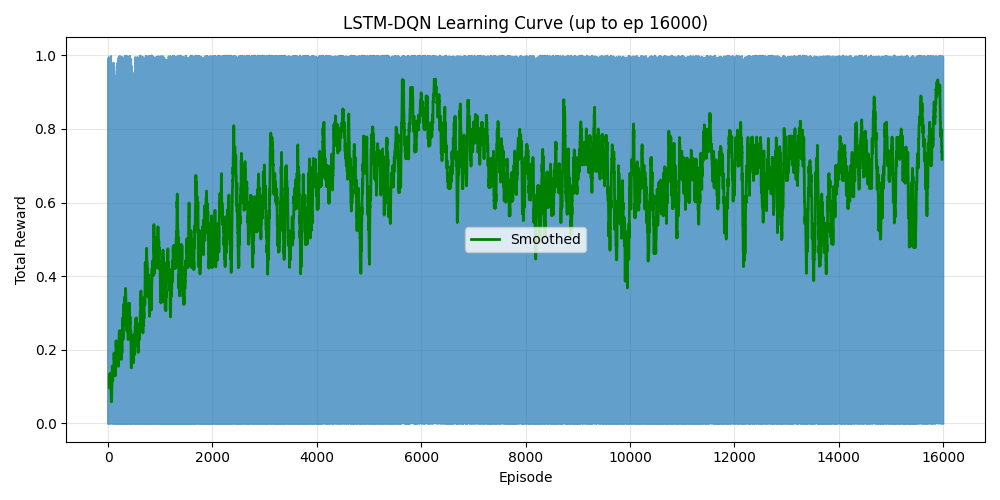 LSTM-DQN Learning Curve (up to ep 16000)
Total Reward
1.0
0.8
0.6
0.4
0.2
0.0
Smoothed
0 2000 4000 6000 8000 10000 12000 14000 16000
Episode